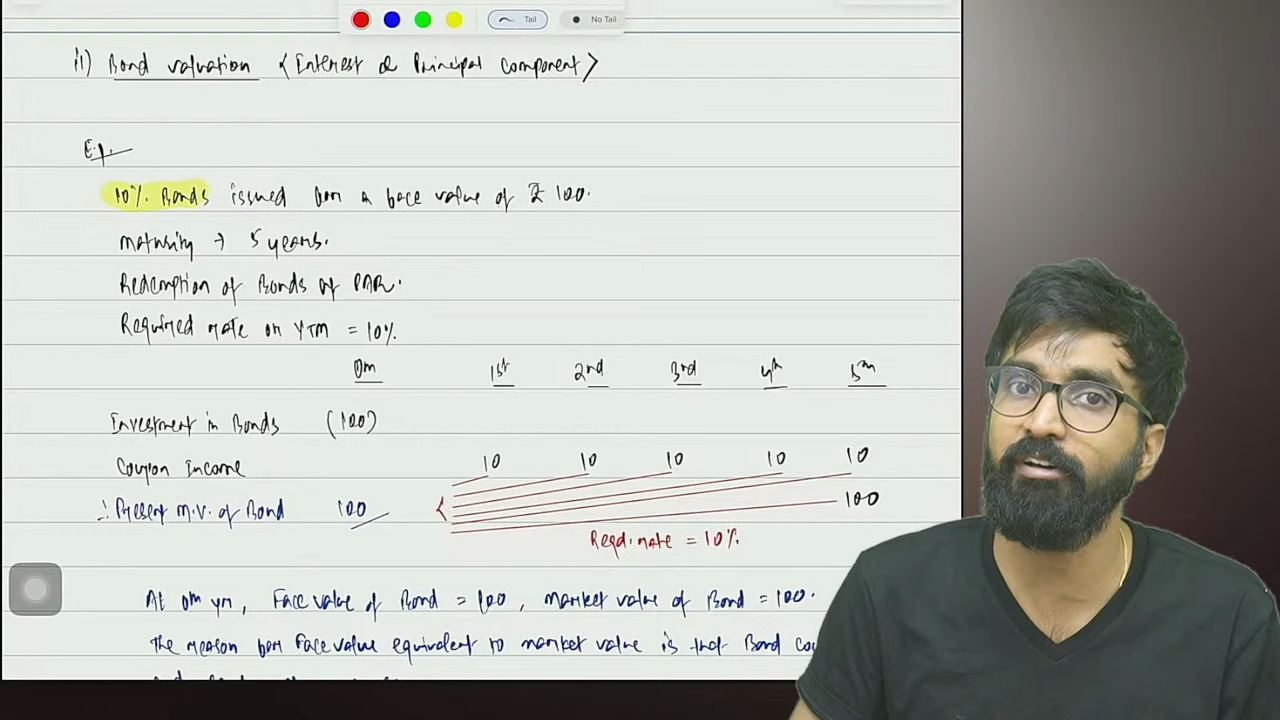 Tail
No Tail
ii) Bond valuation <Interest & Principal component>
Eg.
10% Bonds issued for a face value of ₹ 100.
Maturity → 5 years.
Redemption of Bonds at PAR.
Required rate or YTM = 10%
0th 1st 2nd 3rd 4th 5th
Investment in Bonds (100)
Coupon Income 10 10 10 10 10
100
∴ Present M.V. of Bond 100
Reqd. rate = 10%
At 0th yr, Face value of Bond = 100, market value of Bond = 100.
The reason for Face value equivalent to market value is that Bond